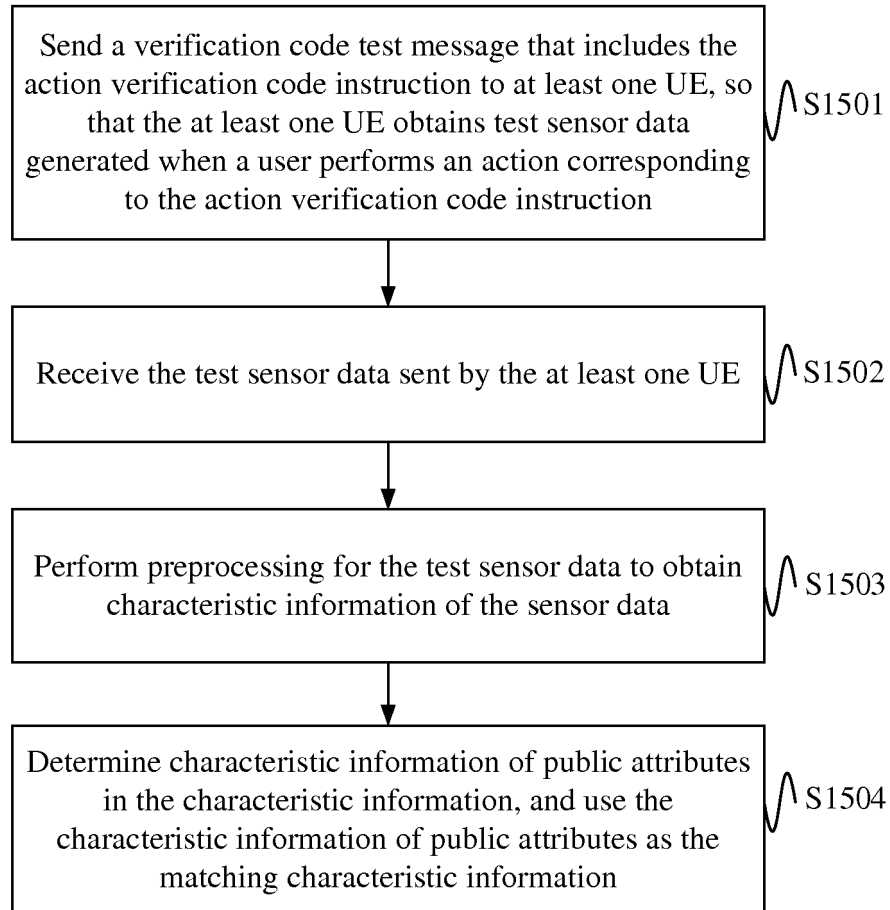 Send a verification code test message that includes the
action verification code instruction to at least one UE, so
that the at least one UE obtains test sensor data
generated when a user performs an action corresponding
to the action verification code instruction
S1501
Receive the test sensor data sent by the at least one UE
S1502
Perform preprocessing for the test sensor data to obtain
characteristic information of the sensor data
S1503
Determine characteristic information of public attributes
in the characteristic information, and use the
characteristic information of public attributes as the
matching characteristic information
S1504